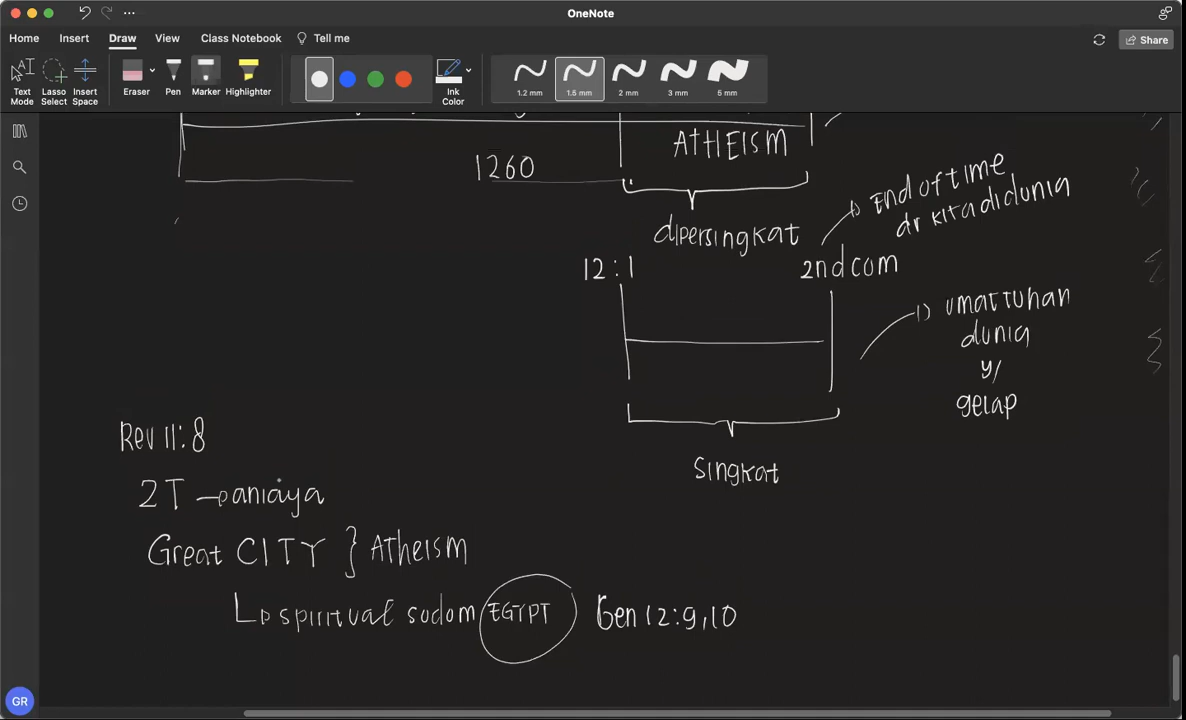 OneNote
Home Insert Draw View Class Notebook Tell me
Share
Text Mode
Lasso Select
Insert Space
Eraser
Pen
Marker
Highlighter
Ink Color
1.2 mm
1.5 mm
2 mm
3 mm
5 mm
ATHEISM
1260
dipersingkat
1) End of time
dr kita di dunia
12:1
2nd com
1) umat tuhan
dunia
y/
gelap
singkat
Rev 11:8
2T → aniaya
Great CITY } Atheism
↳ spiritual sodom EGYPT Gen 12:9,10
GR